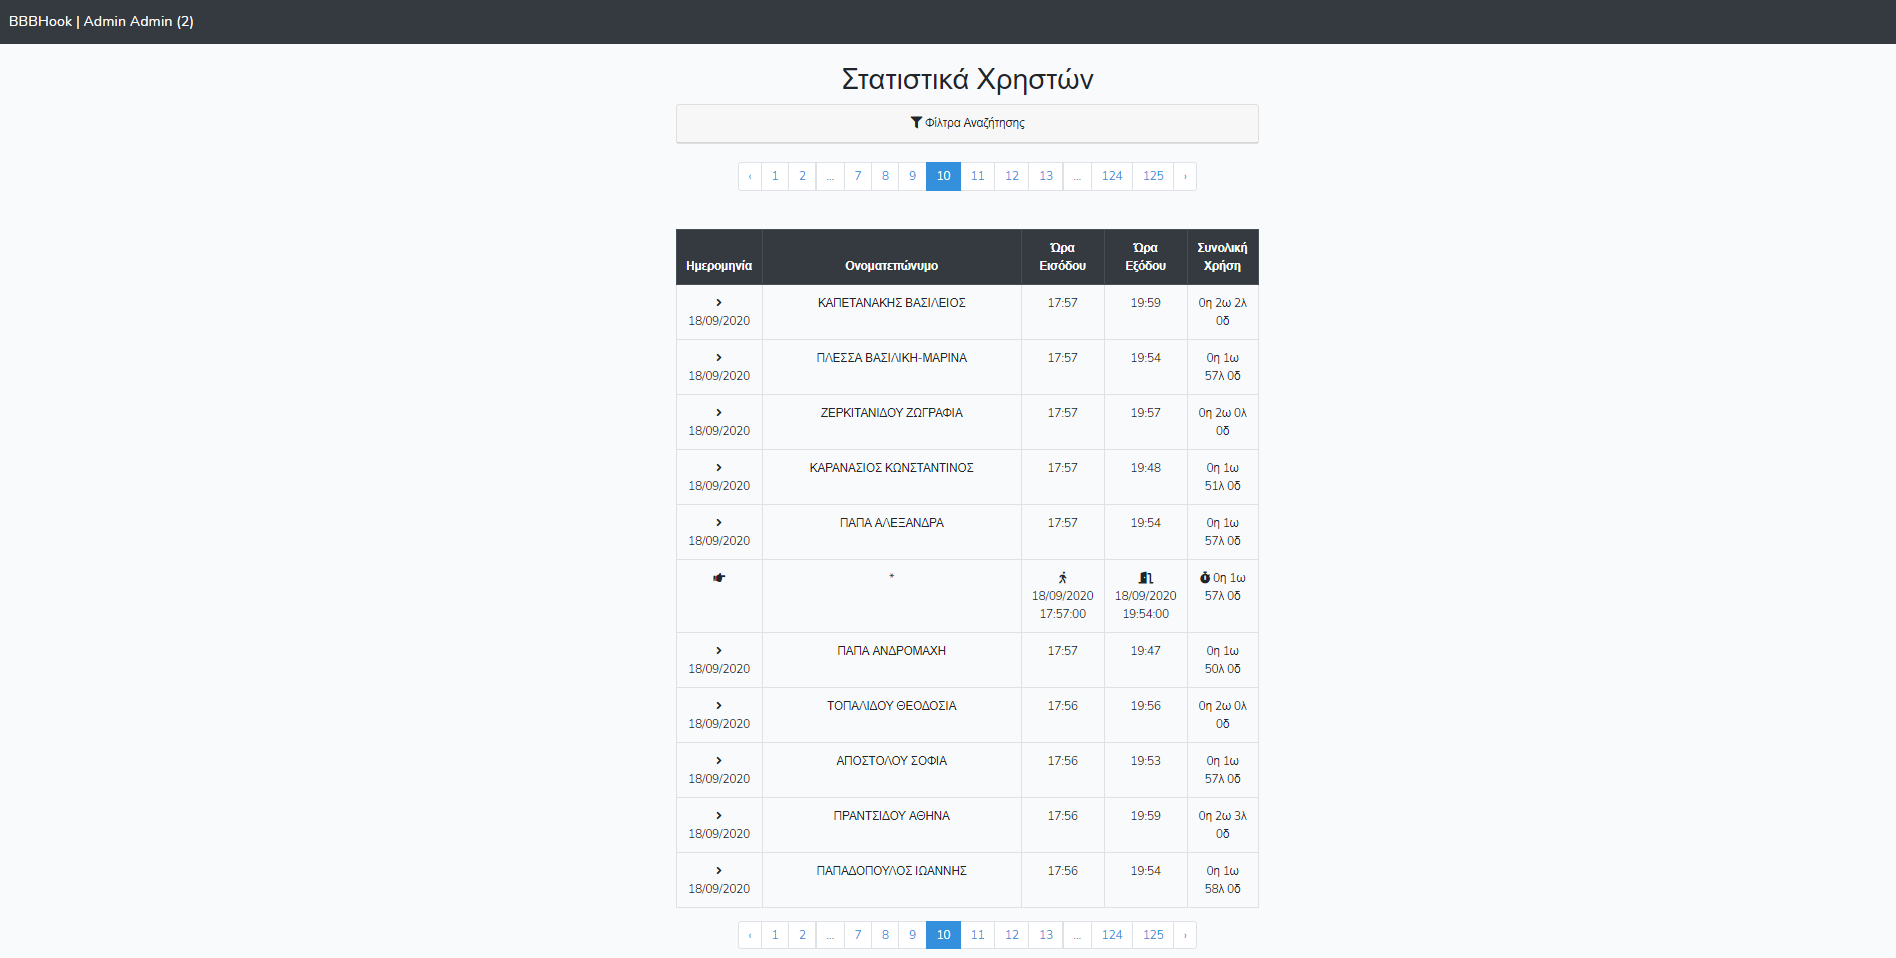 BBBHook | Admin Admin (2)
Στατιστικά Χρηστών
Φίλτρα Αναζήτησης
‹ 1 2 ... 7 8 9 10 11 12 13 ... 124 125 ›
Ημερομηνία Ονοματεπώνυμο Ώρα Εισόδου Ώρα Εξόδου Συνολική Χρήση
18/09/2020 ΚΑΠΕΤΑΝΑΚΗΣ ΒΑΣΙΛΕΙΟΣ 17:57 19:59 0η 2ω 2λ 0δ
18/09/2020 ΠΛΕΣΣΑ ΒΑΣΙΛΙΚΗ-ΜΑΡΙΝΑ 17:57 19:54 0η 1ω 57λ 0δ
18/09/2020 ΖΕΡΚΙΤΑΝΙΔΟΥ ΖΩΓΡΑΦΙΑ 17:57 19:57 0η 2ω 0λ 0δ
18/09/2020 ΚΑΡΑΝΑΣΙΟΣ ΚΩΝΣΤΑΝΤΙΝΟΣ 17:57 19:48 0η 1ω 51λ 0δ
18/09/2020 ΠΑΠΑ ΑΛΕΞΑΝΔΡΑ 17:57 19:54 0η 1ω 57λ 0δ
* 18/09/2020 17:57:00 18/09/2020 19:54:00 0η 1ω 57λ 0δ
18/09/2020 ΠΑΠΑ ΑΝΔΡΟΜΑΧΗ 17:57 19:47 0η 1ω 50λ 0δ
18/09/2020 ΤΟΠΑΛΙΔΟΥ ΘΕΟΔΟΣΙΑ 17:56 19:56 0η 2ω 0λ 0δ
18/09/2020 ΑΠΟΣΤΟΛΟΥ ΣΟΦΙΑ 17:56 19:53 0η 1ω 57λ 0δ
18/09/2020 ΠΡΑΝΤΣΙΔΟΥ ΑΘΗΝΑ 17:56 19:59 0η 2ω 3λ 0δ
18/09/2020 ΠΑΠΑΔΟΠΟΥΛΟΣ ΙΩΑΝΝΗΣ 17:56 19:54 0η 1ω 58λ 0δ
‹ 1 2 ... 7 8 9 10 11 12 13 ... 124 125 ›